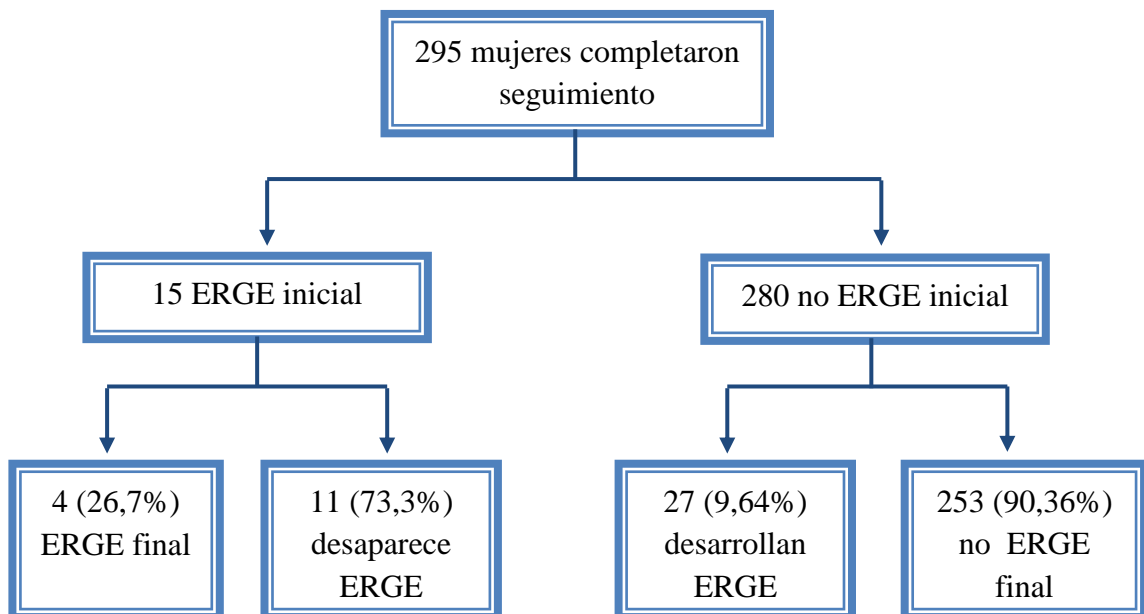 295 mujeres completaron
seguimiento
15 ERGE inicial
280 no ERGE inicial
4 (26,7%)
ERGE final
11 (73,3%)
desaparece
ERGE
27 (9,64%)
desarrollan
ERGE
253 (90,36%)
no ERGE
final